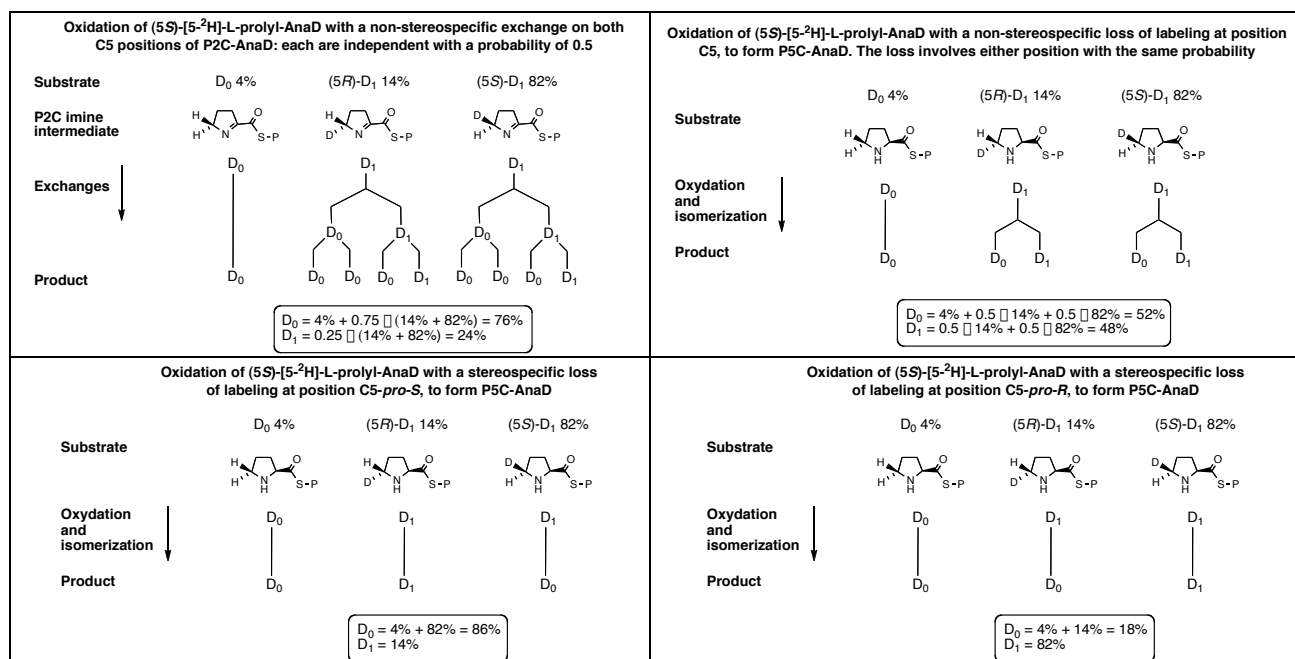 Oxidation of (5S)-[5-²H]-L-prolyl-AnaD with a non-stereospecific exchange on both
C5 positions of P2C-AnaD: each are independent with a probability of 0.5
Substrate
D₀ 4% (5R)-D₁ 14% (5S)-D₁ 82%
P2C imine
intermediate
H H N O S-P
H D N O S-P
D H N O S-P
Exchanges
D₀ D₁ D₁
D₀ D₁ D₀ D₁
Product
D₀ D₀ D₀ D₀ D₁ D₀ D₀ D₀ D₁
D₀ = 4% + 0.75 ▯ (14% + 82%) = 76%
D₁ = 0.25 ▯ (14% + 82%) = 24%
Oxidation of (5S)-[5-²H]-L-prolyl-AnaD with a non-stereospecific loss of labeling at position
C5, to form P5C-AnaD. The loss involves either position with the same probability
D₀ 4% (5R)-D₁ 14% (5S)-D₁ 82%
Substrate
H H NH O S-P
H D NH O S-P
D H NH O S-P
Oxydation
and
isomerization
D₀ D₁ D₁
Product
D₀ D₀ D₁ D₀ D₁
D₀ = 4% + 0.5 ▯ 14% + 0.5 ▯ 82% = 52%
D₁ = 0.5 ▯ 14% + 0.5 ▯ 82% = 48%
Oxidation of (5S)-[5-²H]-L-prolyl-AnaD with a stereospecific loss
of labeling at position C5-pro-S, to form P5C-AnaD
D₀ 4% (5R)-D₁ 14% (5S)-D₁ 82%
Substrate
H H NH O S-P
H D NH O S-P
D H NH O S-P
Oxydation
and
isomerization
D₀ D₁ D₁
Product
D₀ D₁ D₀
D₀ = 4% + 82% = 86%
D₁ = 14%
Oxidation of (5S)-[5-²H]-L-prolyl-AnaD with a stereospecific loss
of labeling at position C5-pro-R, to form P5C-AnaD
D₀ 4% (5R)-D₁ 14% (5S)-D₁ 82%
Substrate
H H NH O S-P
H D NH O S-P
D H NH O S-P
Oxydation
and
isomerization
D₀ D₁ D₁
Product
D₀ D₀ D₁
D₀ = 4% + 14% = 18%
D₁ = 82%